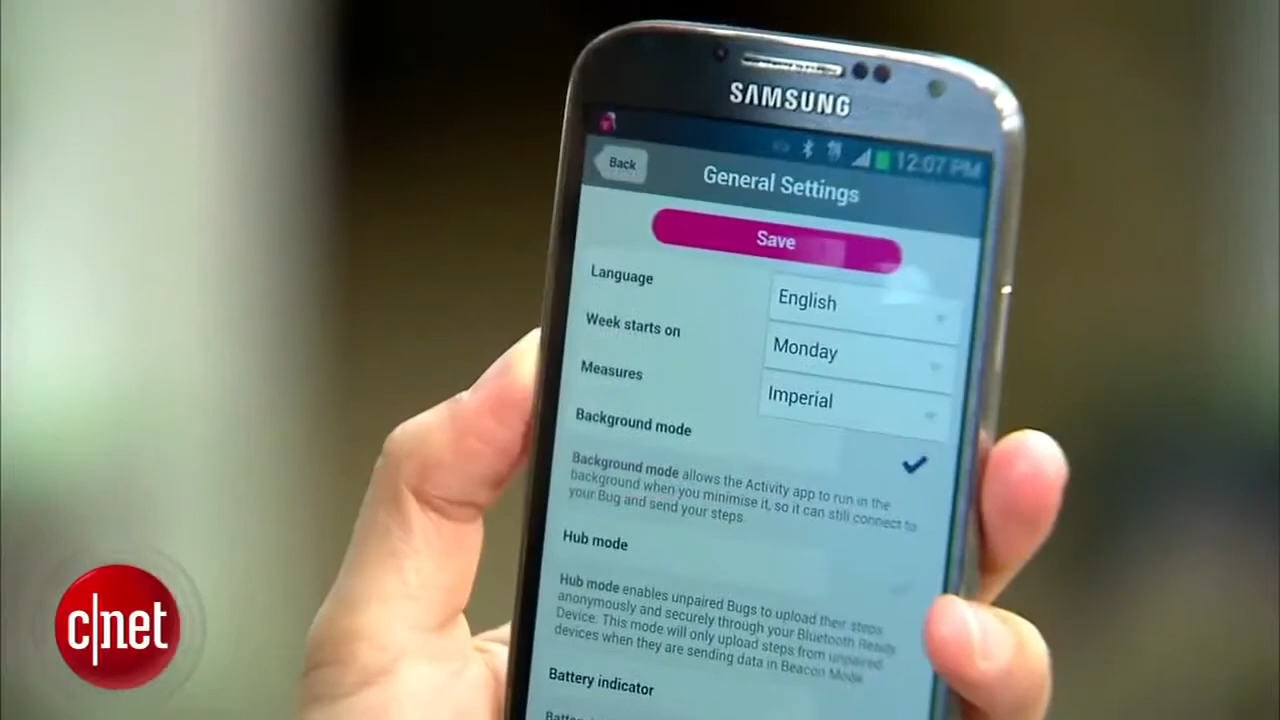 SAMSUNG
12:07 PM
Back
General Settings
Save
Language
English
Week starts on
Monday
Measures
Imperial
Background mode
Background mode allows the Activity app to run in the
background when you minimise it, so it can still connect to
your Bug and send your steps.
Hub mode
Hub mode enables unpaired Bugs to upload their steps
anonymously and securely through your Bluetooth Ready
Device. This mode will only upload steps from unpaired
devices when they are sending data in Beacon Mode
Battery indicator
c|net